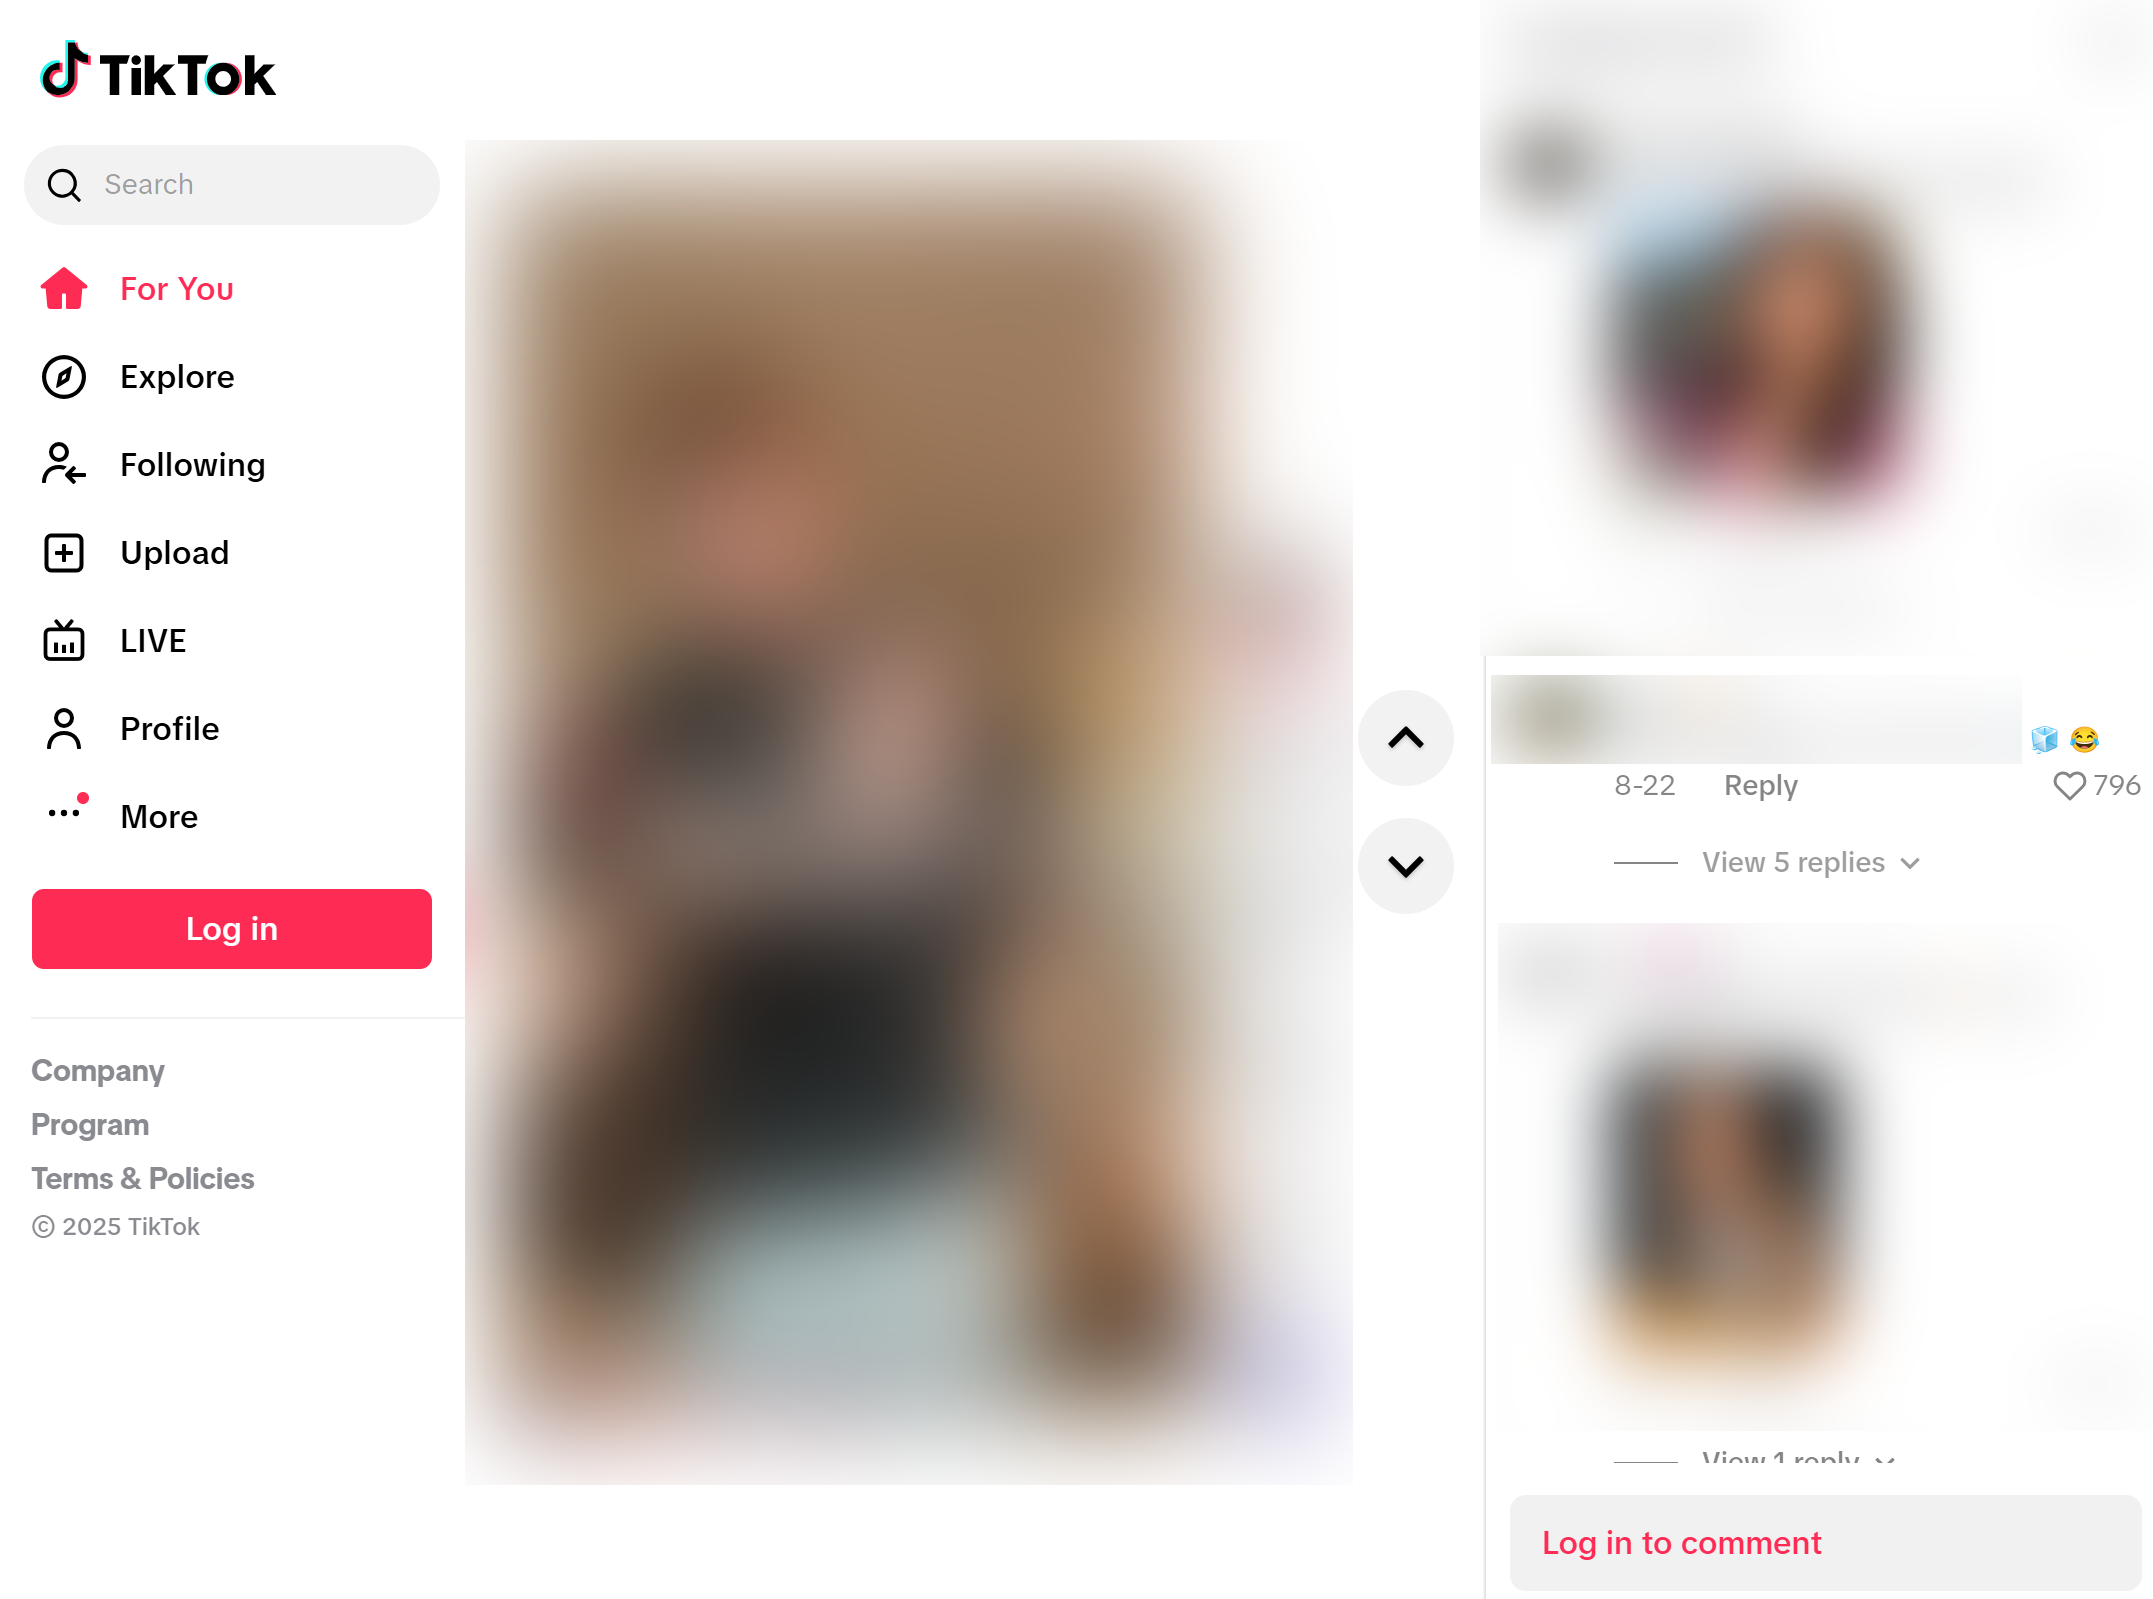 TikTok
Search
For You
Explore
Following
Upload
LIVE
Profile
More
Log in
Company
Program
Terms & Policies
© 2025 TikTok
🧊 😂
8-22 Reply 796
View 5 replies
View 1 reply
Log in to comment